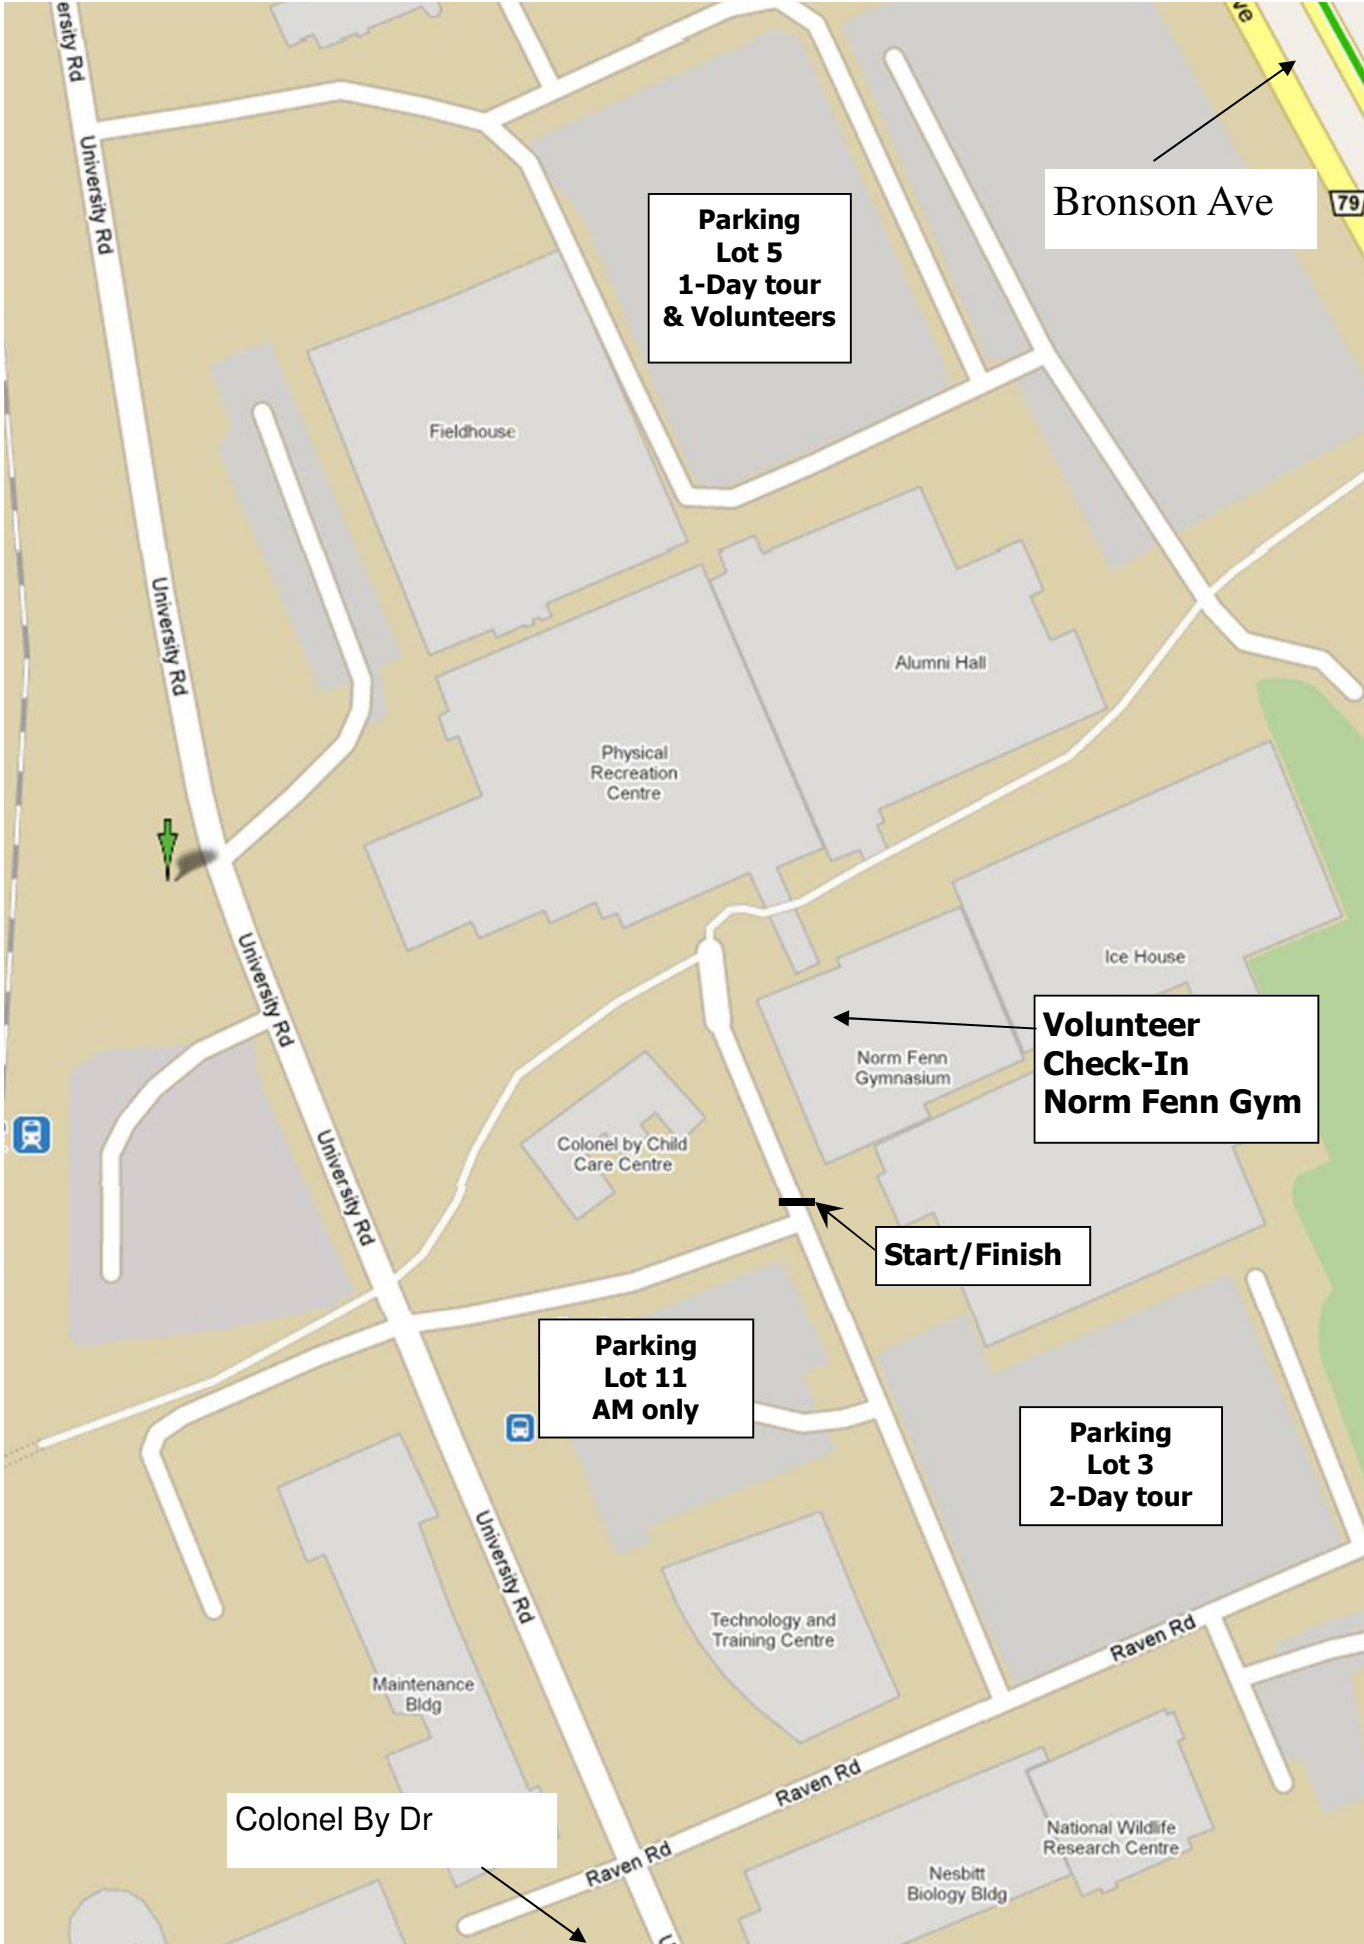 ersity Rd
ve
University Rd
Bronson Ave
79
Parking
Lot 5
1-Day tour
& Volunteers
Fieldhouse
University Rd
Alumni Hall
Physical
Recreation
Centre
University Rd
Ice House
Volunteer
Check-In
Norm Fenn Gym
Norm Fenn
Gymnasium
Colonel by Child
Care Centre
University Rd
Start/Finish
Parking
Lot 11
AM only
Parking
Lot 3
2-Day tour
University Rd
Technology and
Training Centre
Raven Rd
Maintenance
Bldg
Raven Rd
Colonel By Dr
National Wildlife
Research Centre
Raven Rd
Nesbitt
Biology Bldg
U